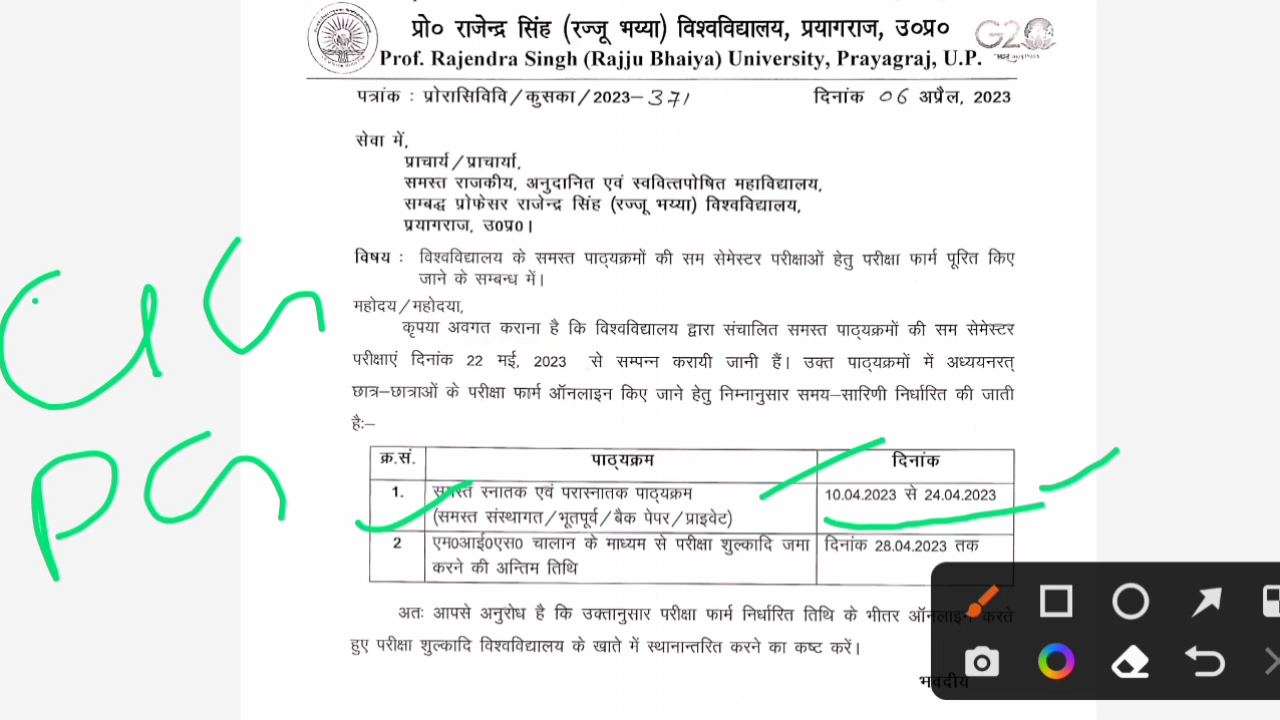 प्रो० राजेन्द्र सिंह (रज्जू भय्या) विश्वविद्यालय, प्रयागराज, उ०प्र०
G20
Prof. Rajendra Singh (Rajju Bhaiya) University, Prayagraj, U.P.
पत्रांक : प्रोरासिविवि/कुसका/2023-371
दिनांक 06 अप्रैल, 2023
सेवा में,
प्राचार्य/प्राचार्या,
समस्त राजकीय, अनुदानित एवं स्ववित्तपोषित महाविद्यालय,
सम्बद्ध प्रोफेसर राजेन्द्र सिंह (रज्जू भय्या) विश्वविद्यालय,
प्रयागराज, उ0प्र0।
विषय : विश्वविद्यालय के समस्त पाठ्यक्रमों की सम सेमेस्टर परीक्षाओं हेतु परीक्षा फार्म पूरित किए
जाने के सम्बन्ध में।
महोदय/महोदया,
कृपया अवगत कराना है कि विश्वविद्यालय द्वारा संचालित समस्त पाठ्यक्रमों की सम सेमेस्टर
परीक्षाएं दिनांक 22 मई, 2023 से सम्पन्न करायी जानी हैं। उक्त पाठ्यक्रमों में अध्ययनरत्
छात्र-छात्राओं के परीक्षा फार्म ऑनलाइन किए जाने हेतु निम्नानुसार समय-सारिणी निर्धारित की जाती
है:-
UG
PG
क्र.सं. पाठ्यक्रम दिनांक
1. समस्त स्नातक एवं परास्नातक पाठ्यक्रम 10.04.2023 से 24.04.2023
(समस्त संस्थागत/भूतपूर्व/बैक पेपर/प्राइवेट)
2 एम0आई0एस0 चालान के माध्यम से परीक्षा शुल्कादि जमा दिनांक 28.04.2023 तक
करने की अन्तिम तिथि
अतः आपसे अनुरोध है कि उक्तानुसार परीक्षा फार्म निर्धारित तिथि के भीतर ऑनलाइन करते
हुए परीक्षा शुल्कादि विश्वविद्यालय के खाते में स्थानान्तरित करने का कष्ट करें।
भवदीय